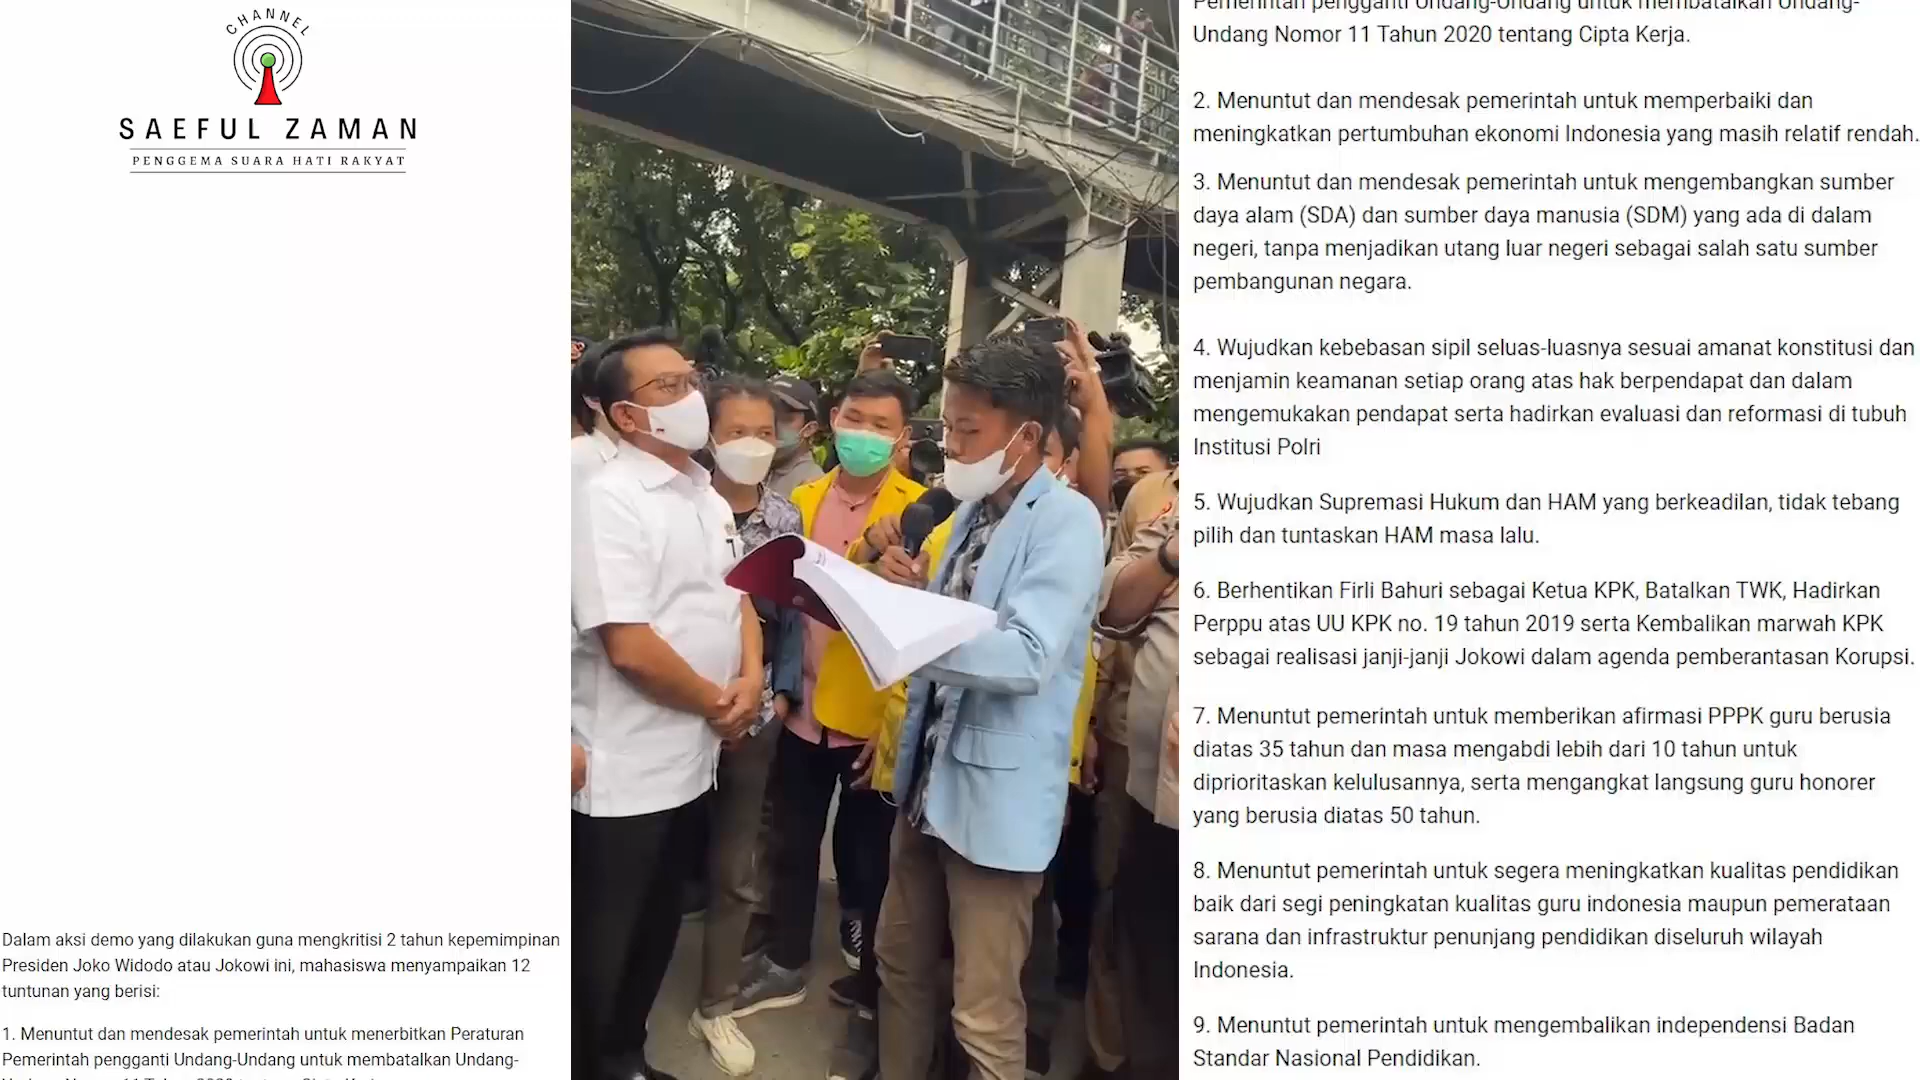 CHANNEL
SAEFUL ZAMAN
PENGGEMA SUARA HATI RAKYAT
Dalam aksi demo yang dilakukan guna mengkritisi 2 tahun kepemimpinan
Presiden Joko Widodo atau Jokowi ini, mahasiswa menyampaikan 12
tuntunan yang berisi:
1. Menuntut dan mendesak pemerintah untuk menerbitkan Peraturan
Pemerintah pengganti Undang-Undang untuk membatalkan Undang-
Pemerintah pengganti Undang-Undang untuk membatalkan Undang-
Undang Nomor 11 Tahun 2020 tentang Cipta Kerja.
2. Menuntut dan mendesak pemerintah untuk memperbaiki dan
meningkatkan pertumbuhan ekonomi Indonesia yang masih relatif rendah.
3. Menuntut dan mendesak pemerintah untuk mengembangkan sumber
daya alam (SDA) dan sumber daya manusia (SDM) yang ada di dalam
negeri, tanpa menjadikan utang luar negeri sebagai salah satu sumber
pembangunan negara.
4. Wujudkan kebebasan sipil seluas-luasnya sesuai amanat konstitusi dan
menjamin keamanan setiap orang atas hak berpendapat dan dalam
mengemukakan pendapat serta hadirkan evaluasi dan reformasi di tubuh
Institusi Polri
5. Wujudkan Supremasi Hukum dan HAM yang berkeadilan, tidak tebang
pilih dan tuntaskan HAM masa lalu.
6. Berhentikan Firli Bahuri sebagai Ketua KPK, Batalkan TWK, Hadirkan
Perppu atas UU KPK no. 19 tahun 2019 serta Kembalikan marwah KPK
sebagai realisasi janji-janji Jokowi dalam agenda pemberantasan Korupsi.
7. Menuntut pemerintah untuk memberikan afirmasi PPPK guru berusia
diatas 35 tahun dan masa mengabdi lebih dari 10 tahun untuk
diprioritaskan kelulusannya, serta mengangkat langsung guru honorer
yang berusia diatas 50 tahun.
8. Menuntut pemerintah untuk segera meningkatkan kualitas pendidikan
baik dari segi peningkatan kualitas guru indonesia maupun pemerataan
sarana dan infrastruktur penunjang pendidikan diseluruh wilayah
Indonesia.
9. Menuntut pemerintah untuk mengembalikan independensi Badan
Standar Nasional Pendidikan.